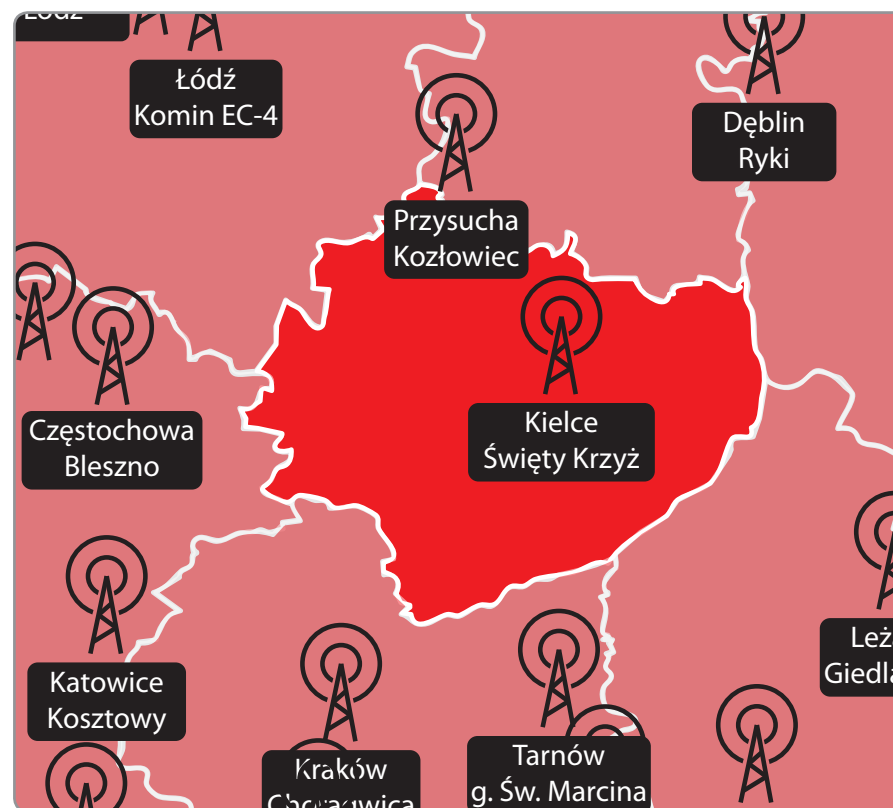 Łódź
Komin EC-4
Dęblin
Ryki
Przysucha
Kozłowiec
Kielce
Święty Krzyż
Częstochowa
Bleszno
Katowice
Kosztowy
Kraków
Tarnów
g. Św. Marcina